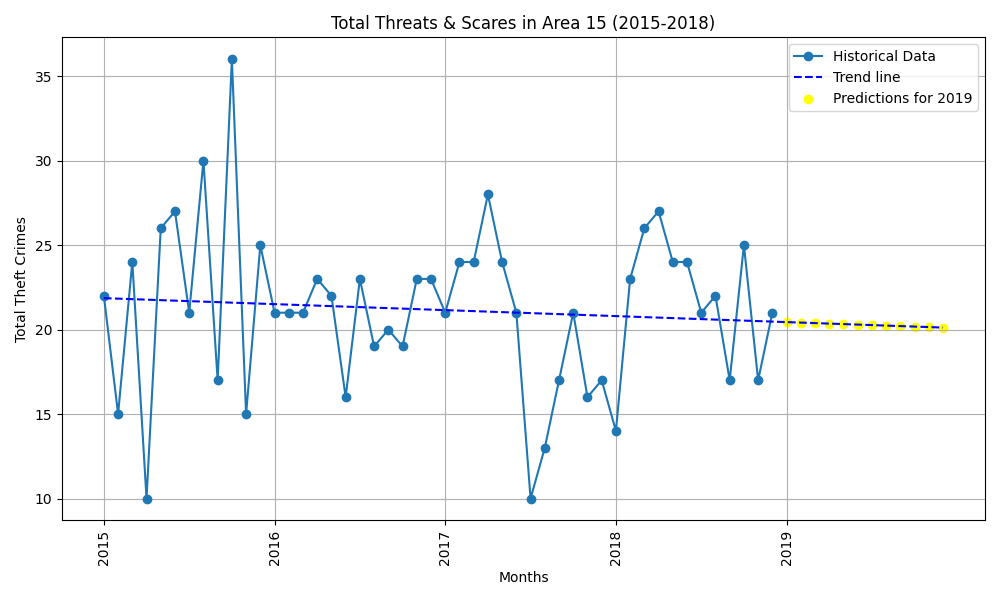 Total Threats & Scares in Area 15 (2015-2018)
Historical Data
Trend line
Predictions for 2019
Total Theft Crimes
35
30
25
20
15
10
2015
2016
2017
2018
2019
Months